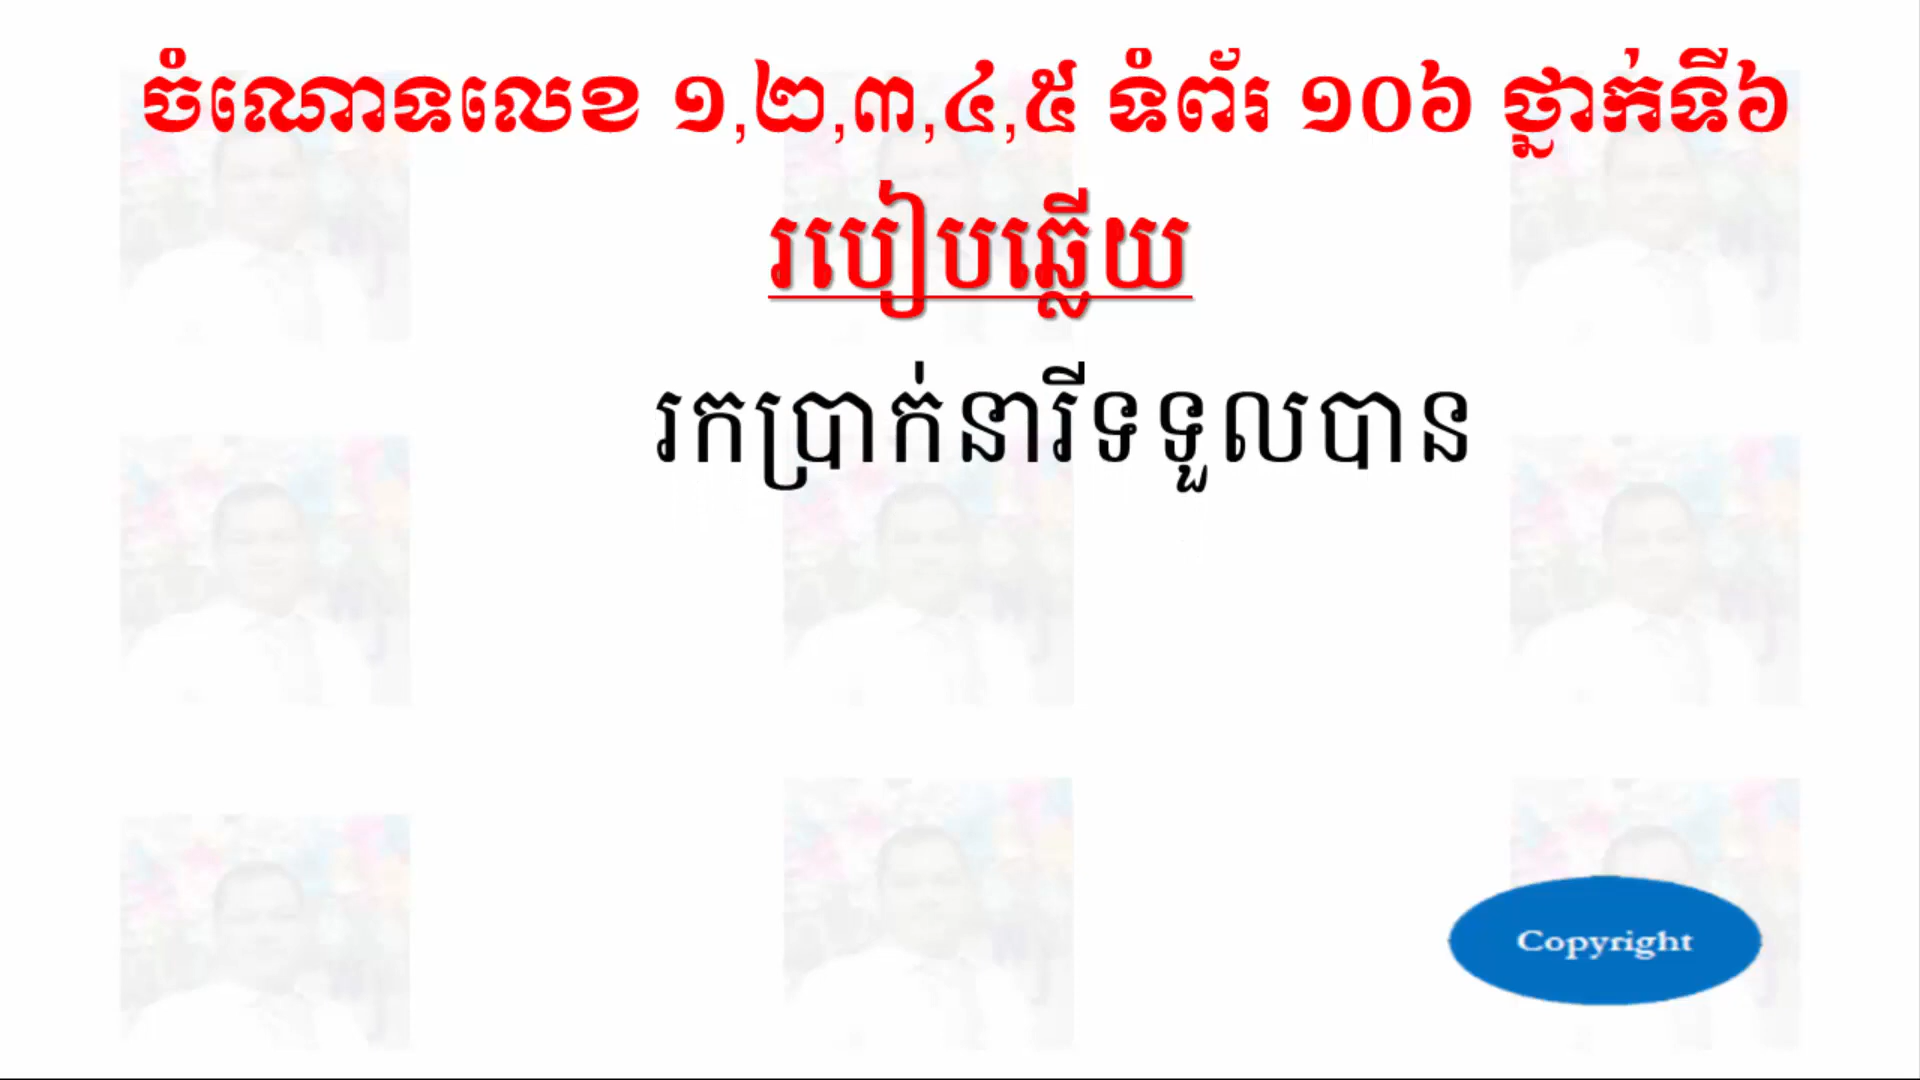 ចំណោទលេខ ១,២,៣,៤,៥ ទំព័រ ១០៦ ថ្នាក់ទី៦
របៀបឆ្លើយ
រកប្រាក់នារីទទួលបាន
Copyright